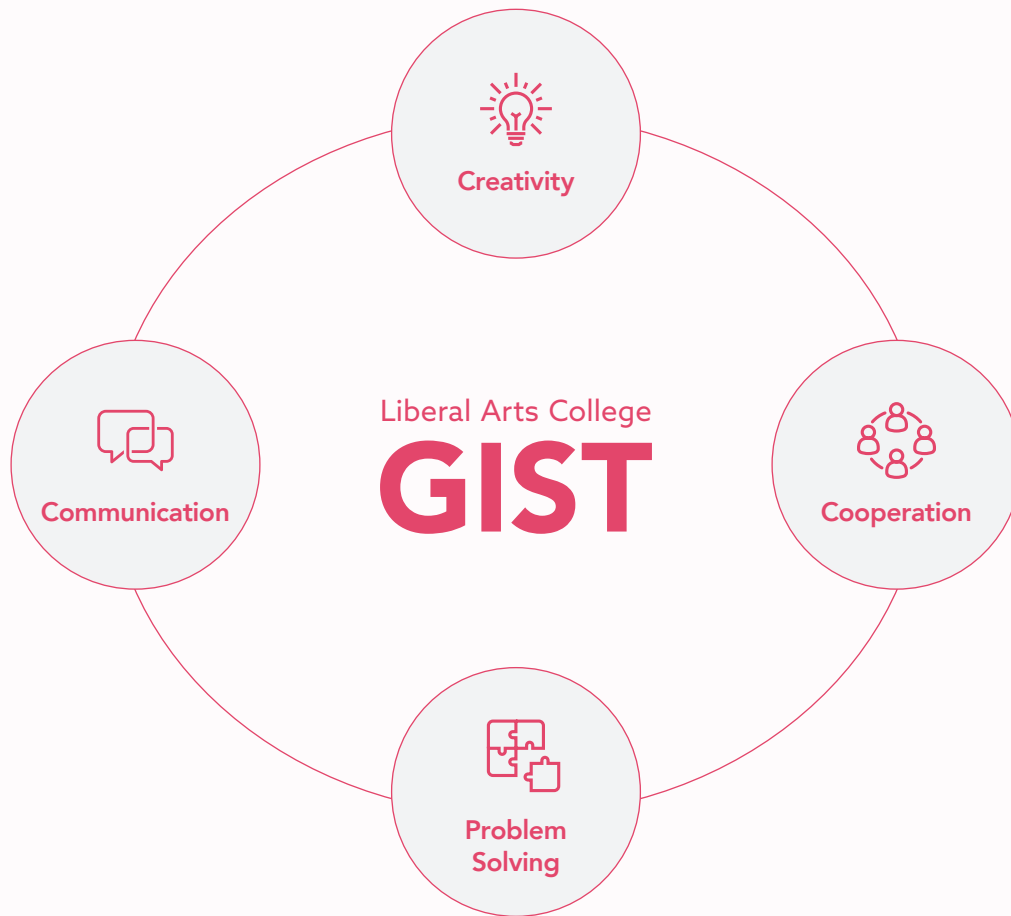 Creativity
Liberal Arts College
GIST
Communication
Cooperation
Problem
Solving